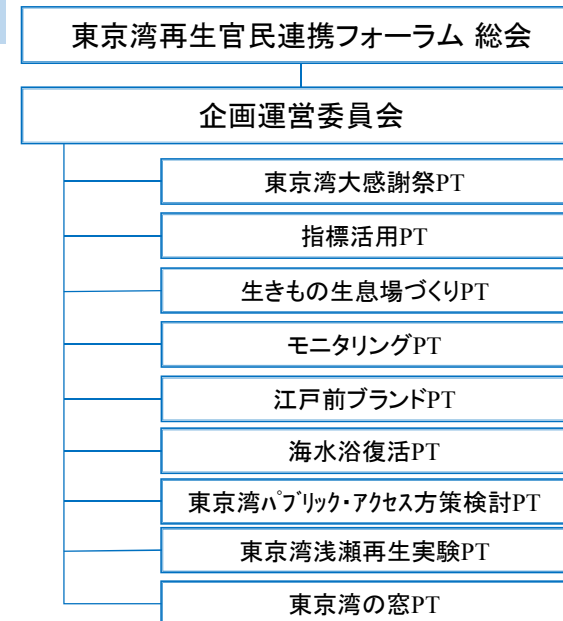 東京湾再生官民連携フォーラム 総会
企画運営委員会
東京湾大感謝祭PT
指標活用PT
生きもの生息場づくりPT
モニタリングPT
江戸前ブランドPT
海水浴復活PT
東京湾ﾊﾟﾌﾞﾘｯｸ・ｱｸｾｽ方策検討PT
東京湾浅瀬再生実験PT
東京湾の窓PT